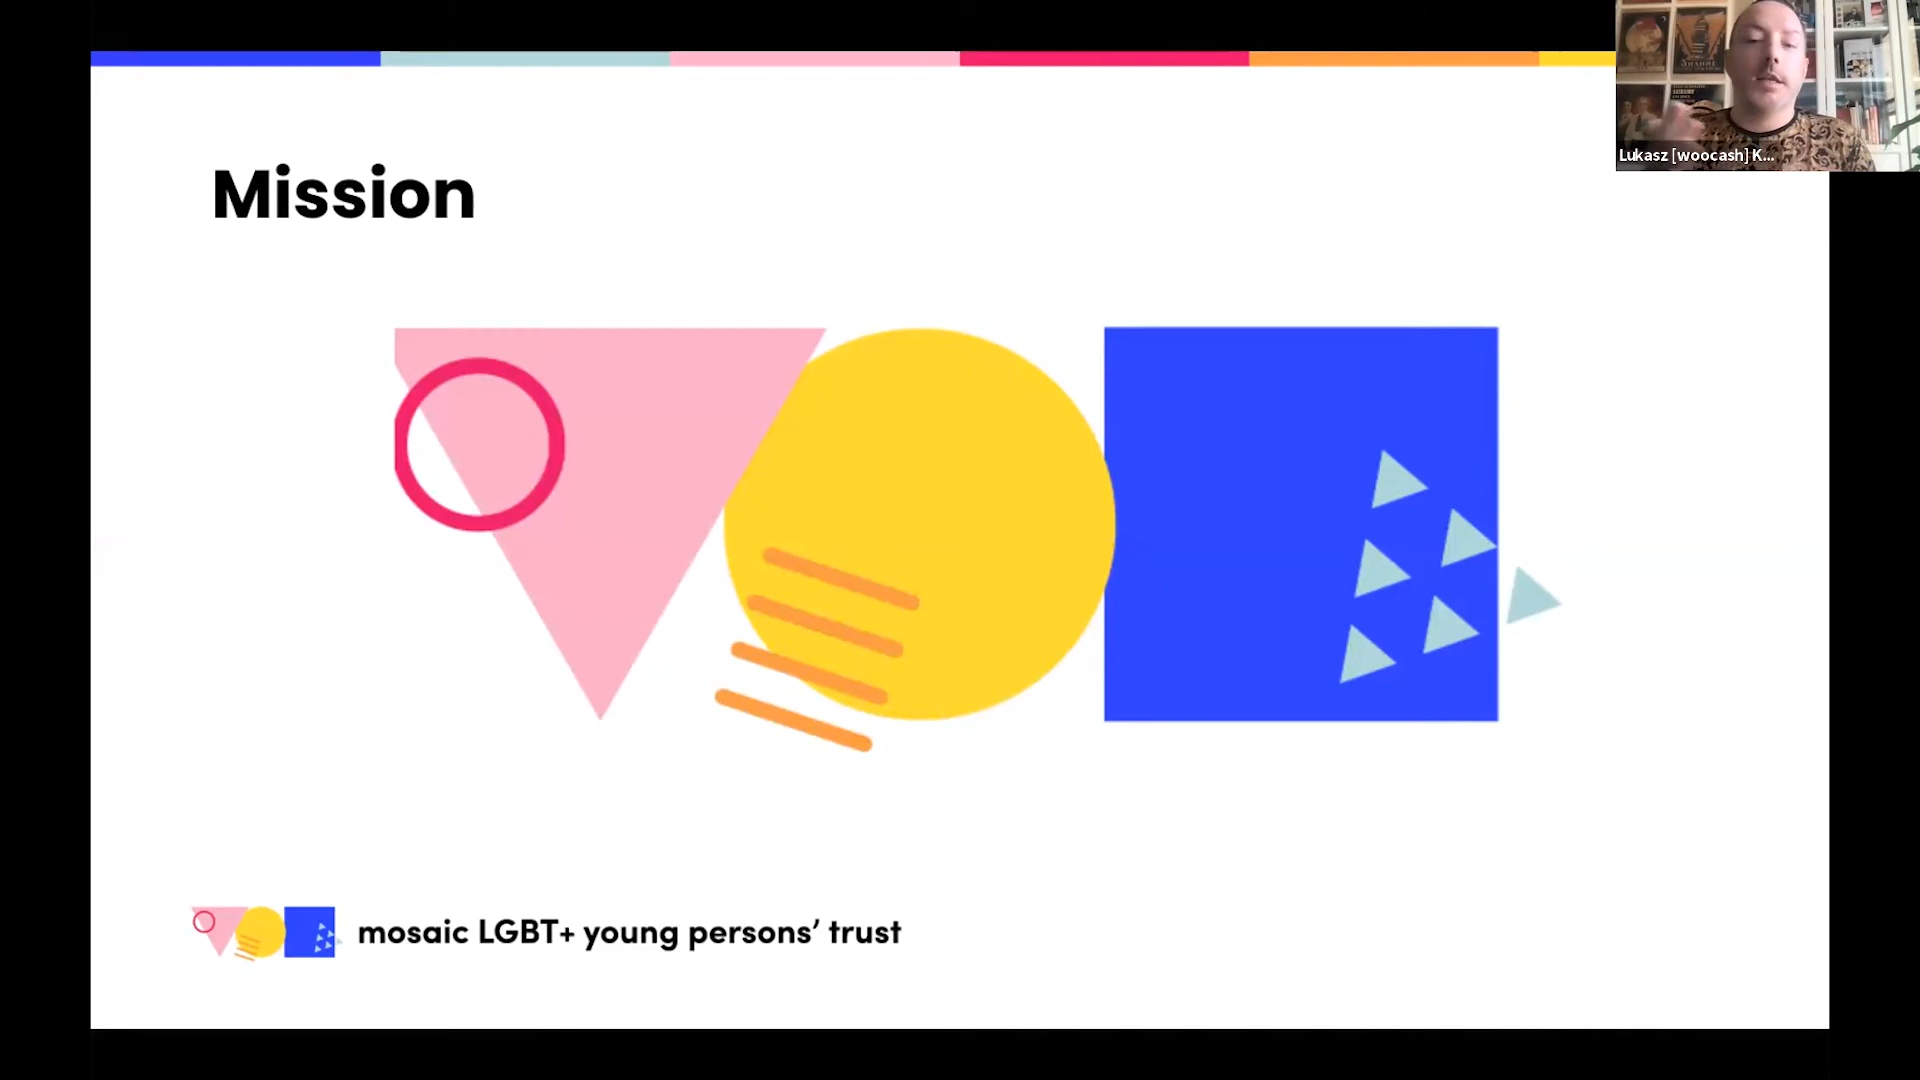 Mission
Lukasz [woocash] K...
mosaic LGBT+ young persons’ trust